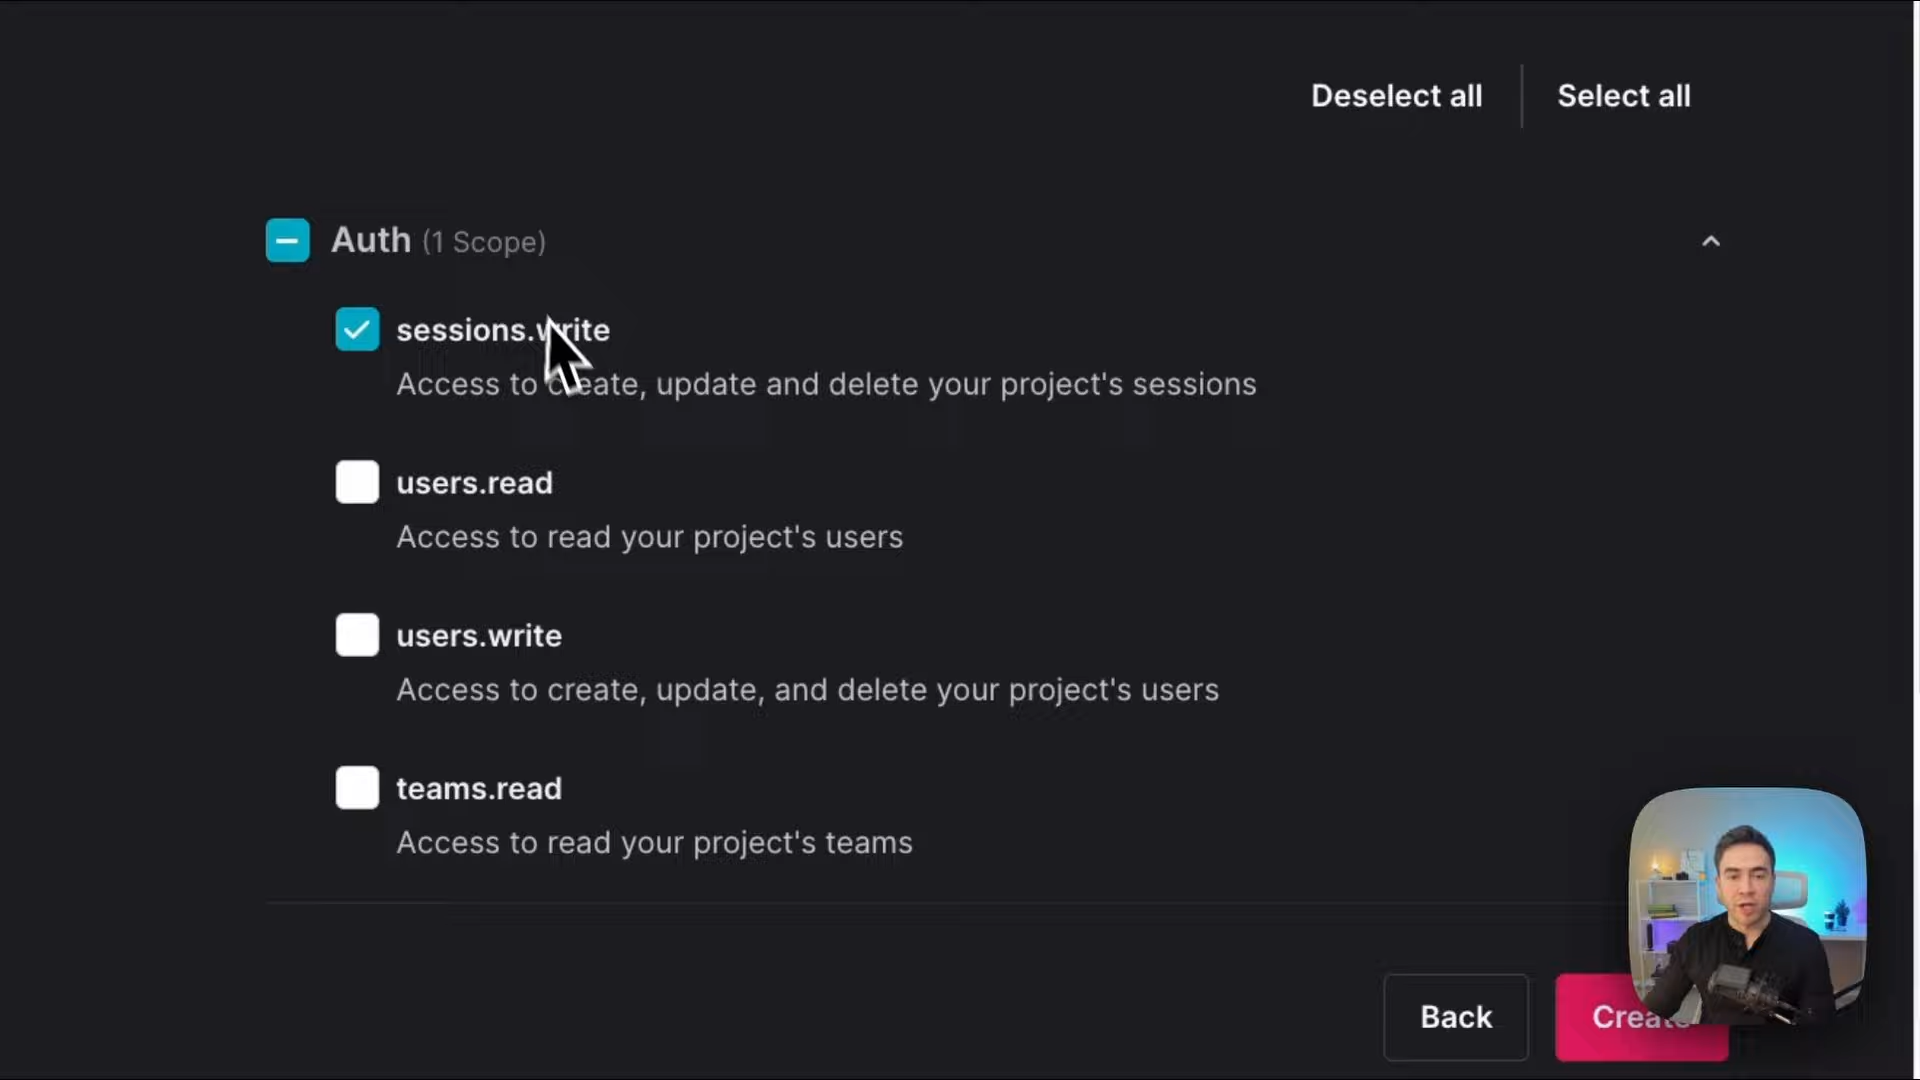 Deselect all
Select all
Auth (1 Scope)
sessions.write
Access to create, update and delete your project's sessions
users.read
Access to read your project's users
users.write
Access to create, update, and delete your project's users
teams.read
Access to read your project's teams
Back
Create